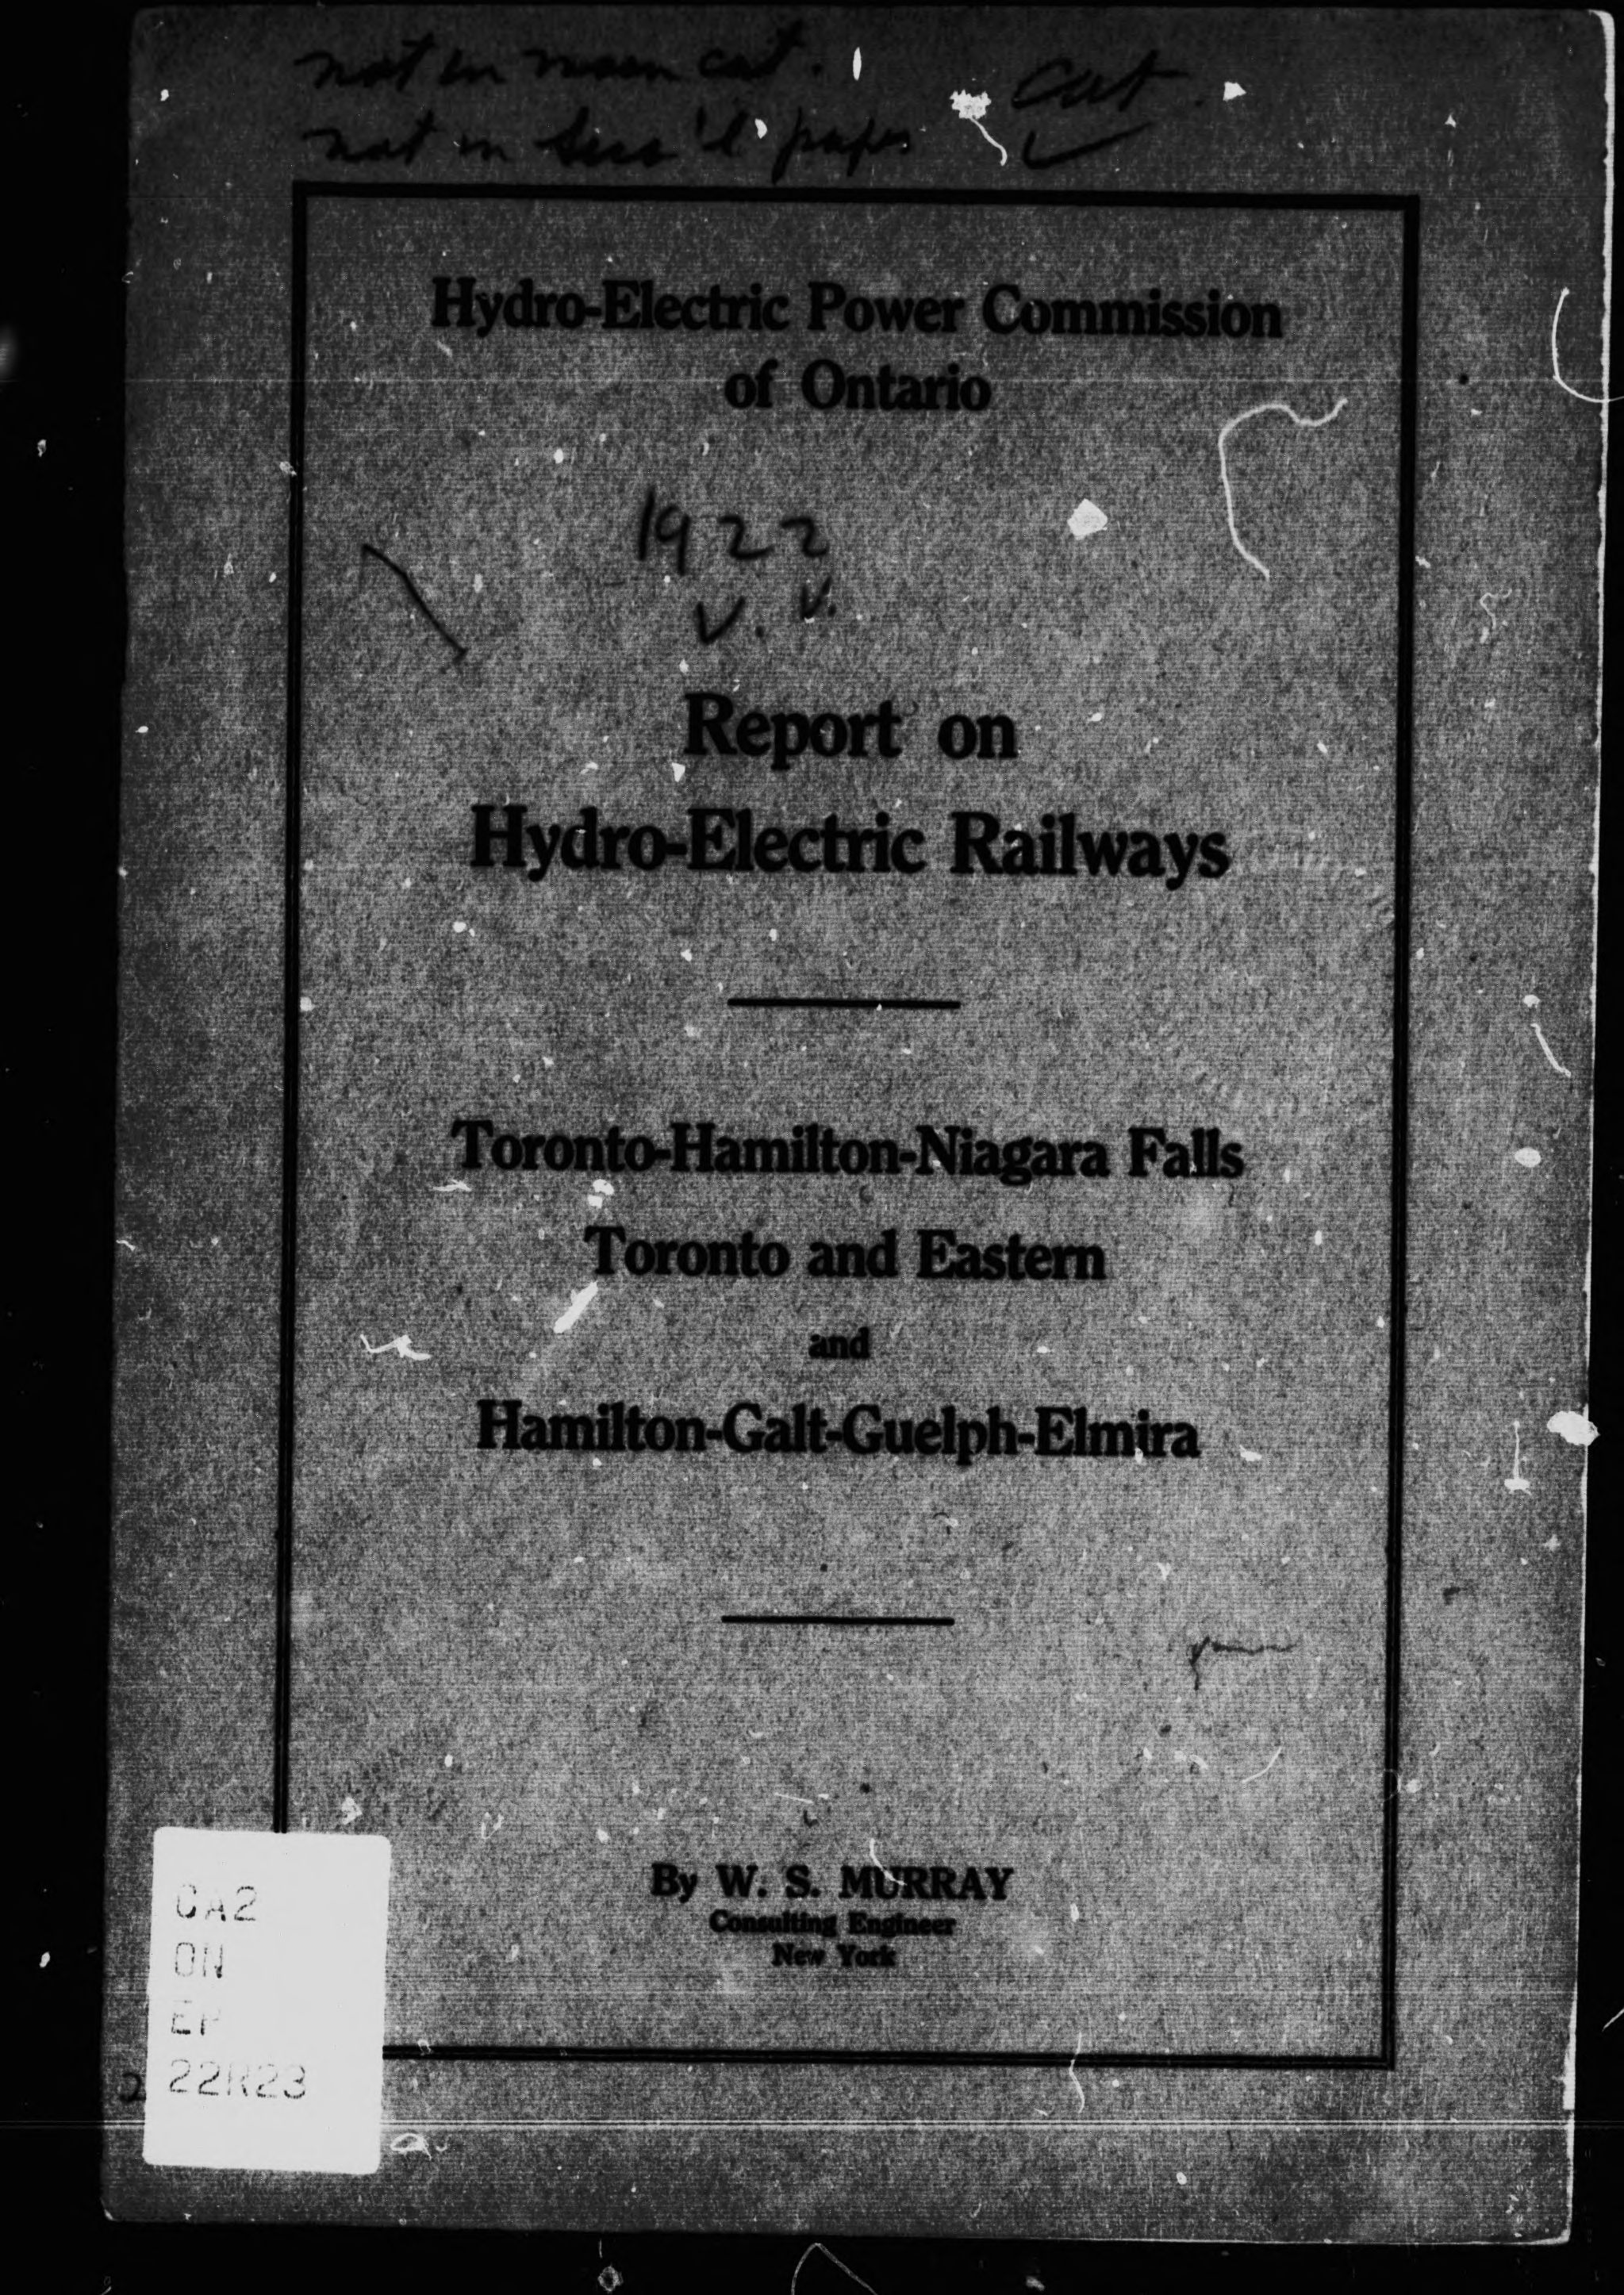 not in main cat.
cat.
not in Sess'l paper
Hydro-Electric Power Commission
of Ontario
1922
V. V.
Report on
Hydro-Electric Railways
Toronto-Hamilton-Niagara Falls
Toronto and Eastern
and
Hamilton-Galt-Guelph-Elmira
By W. S. MURRAY
Consulting Engineer
New York
CA2
ON
EP
22R23